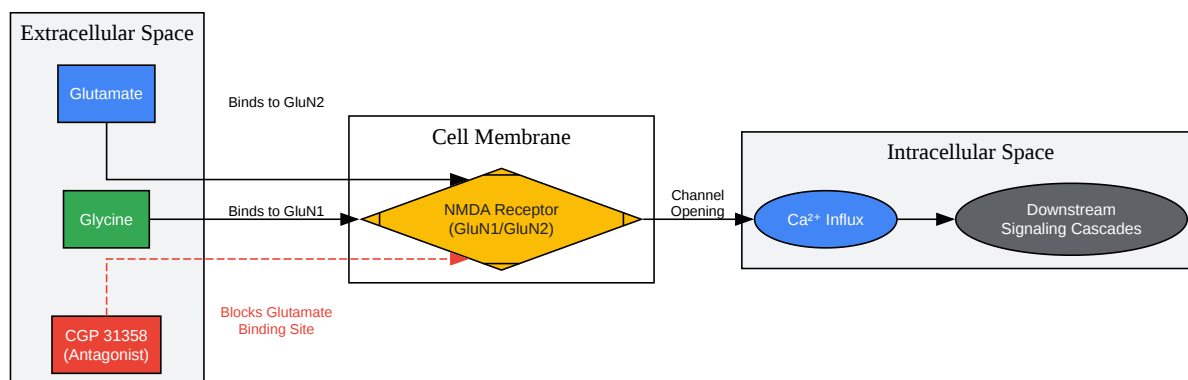 Extracellular Space
Glutamate
Binds to GluN2
Cell Membrane
Intracellular Space
Glycine
Binds to GluN1
NMDA Receptor
(GluN1/GluN2)
Channel
Opening
Ca²⁺ Influx
Downstream
Signaling Cascades
CGP 31358
(Antagonist)
Blocks Glutamate
Binding Site